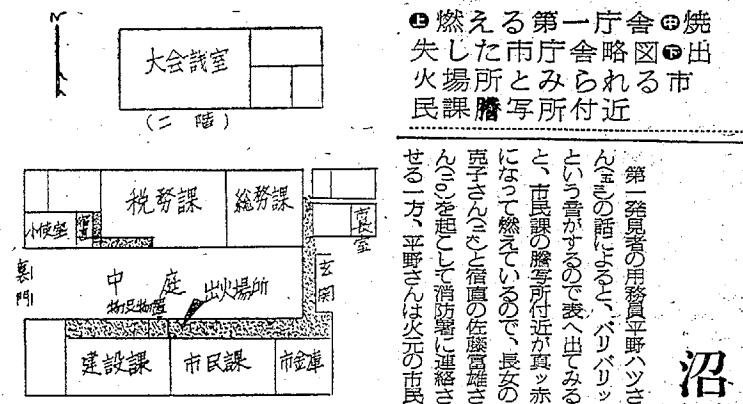 ●上燃える第一庁舎●中焼
失した市庁舎略図●下出
火場所とみられる市
民課謄写所付近
N
大会議室
(二階)
税務課
総務課
小使室
市長室
裏門
中庭
物品物置
出火場所
玄関
建設課
市民課
市金庫
第一発見者の用務員平野ハツさ
ん の話によると、バリバリッ
という音がするので表へ出てみる
と、市民課の謄写所付近が真ッ赤
になって燃えているので、長女の
克子さん と宿直の佐藤富雄さ
ん を起こして消防署に連絡さ
せる一方、平野さんは火元の市民
沼